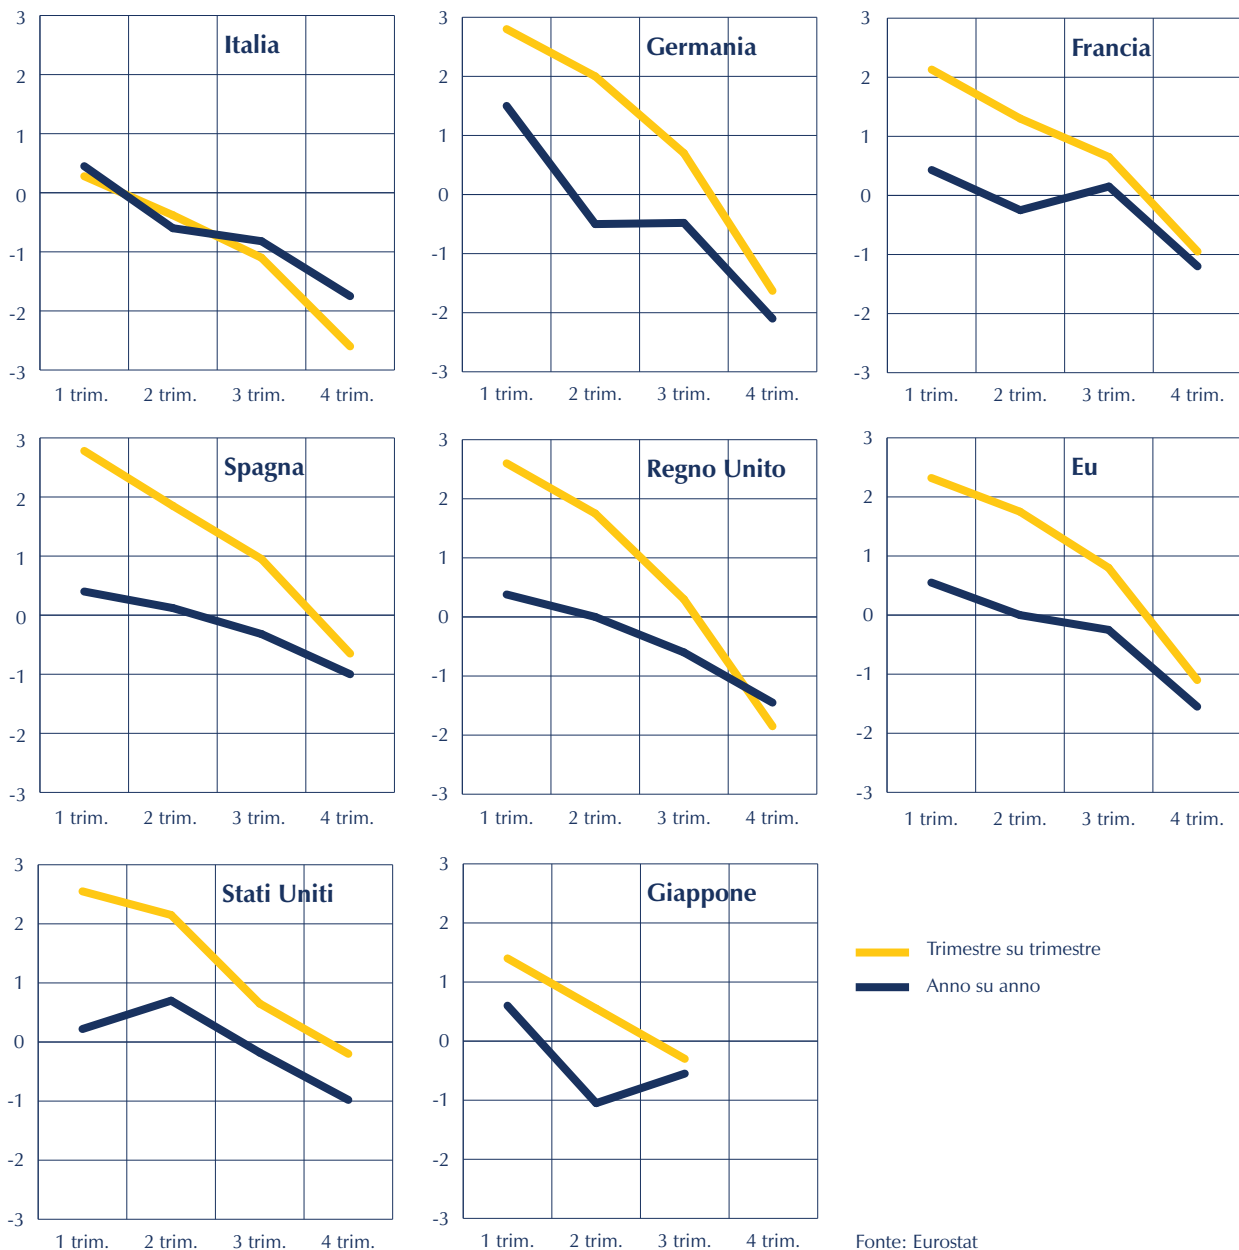 Italia
3
2
1
0
-1
-2
-3
1 trim. 2 trim. 3 trim. 4 trim.
Germania
3
2
1
0
-1
-2
-3
1 trim. 2 trim. 3 trim. 4 trim.
Francia
3
2
1
0
-1
-2
-3
1 trim. 2 trim. 3 trim. 4 trim.
Spagna
3
2
1
0
-1
-2
-3
1 trim. 2 trim. 3 trim. 4 trim.
Regno Unito
3
2
1
0
-1
-2
-3
1 trim. 2 trim. 3 trim. 4 trim.
Eu
3
2
1
0
-1
-2
-3
1 trim. 2 trim. 3 trim. 4 trim.
Stati Uniti
3
2
1
0
-1
-2
-3
1 trim. 2 trim. 3 trim. 4 trim.
Giappone
3
2
1
0
-1
-2
-3
1 trim. 2 trim. 3 trim. 4 trim.
Trimestre su trimestre
Anno su anno
Fonte: Eurostat